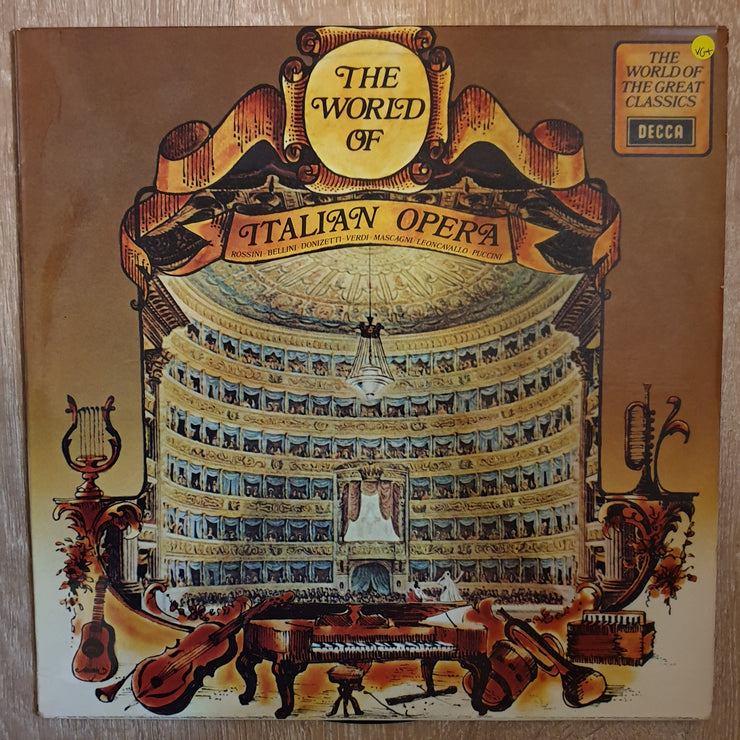 THE
WORLD
OF
ITALIAN OPERA
ROSSINI·BELLINI·DONIZETTI·VERDI·MASCAGNI·LEONCAVALLO·PUCCINI
VG+
THE
WORLD OF
THE GREAT
CLASSICS
DECCA